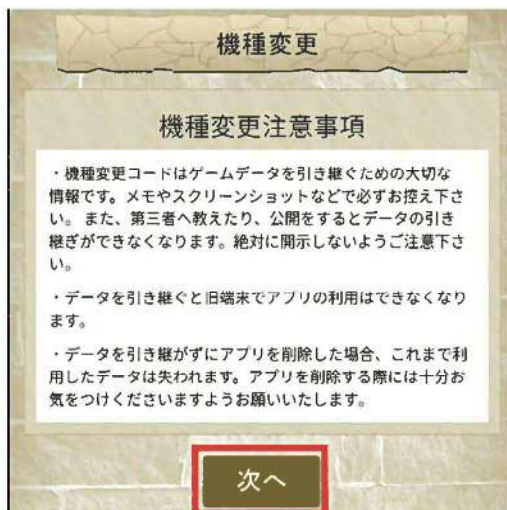 機種変更
機種変更注意事項
・機種変更コードはゲームデータを引き継ぐための大切な
情報です。メモやスクリーンショットなどで必ずお控え下さ
い。 また、第三者へ教えたり、公開をするとデータの引き
継ぎができなくなります。絶対に開示しないようご注意下さ
い。
・データを引き継ぐと旧端末でアプリの利用はできなくなり
ます。
・データを引き継がずにアプリを削除した場合、これまで利
用したデータは失われます。アプリを削除する際には十分お
気をつけくださいますようお願いいたします。
次へ